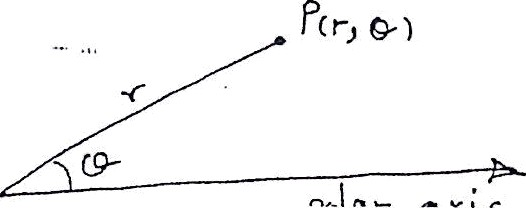 P(r, θ)
r
θ
polar axis